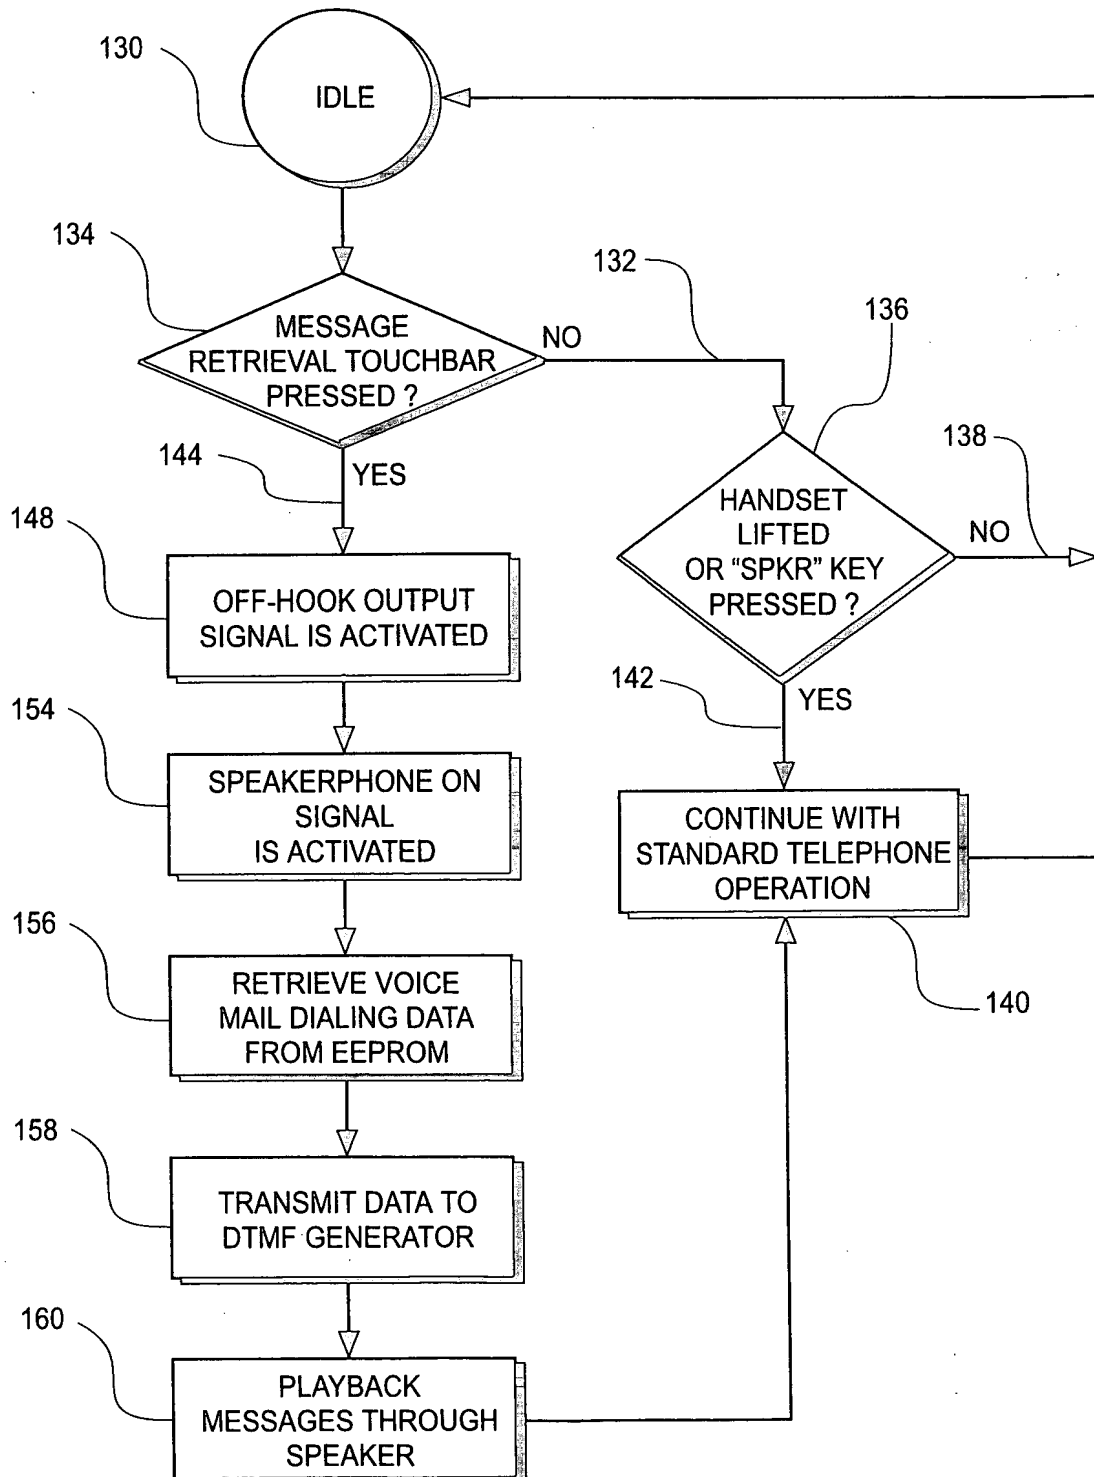 130
IDLE
134
MESSAGE
RETRIEVAL TOUCHBAR
PRESSED ?
NO
132
136
138
144
YES
HANDSET
LIFTED
OR “SPKR” KEY
PRESSED ?
NO
148
OFF-HOOK OUTPUT
SIGNAL IS ACTIVATED
142
YES
154
SPEAKERPHONE ON
SIGNAL
IS ACTIVATED
CONTINUE WITH
STANDARD TELEPHONE
OPERATION
140
156
RETRIEVE VOICE
MAIL DIALING DATA
FROM EEPROM
158
TRANSMIT DATA TO
DTMF GENERATOR
160
PLAYBACK
MESSAGES THROUGH
SPEAKER